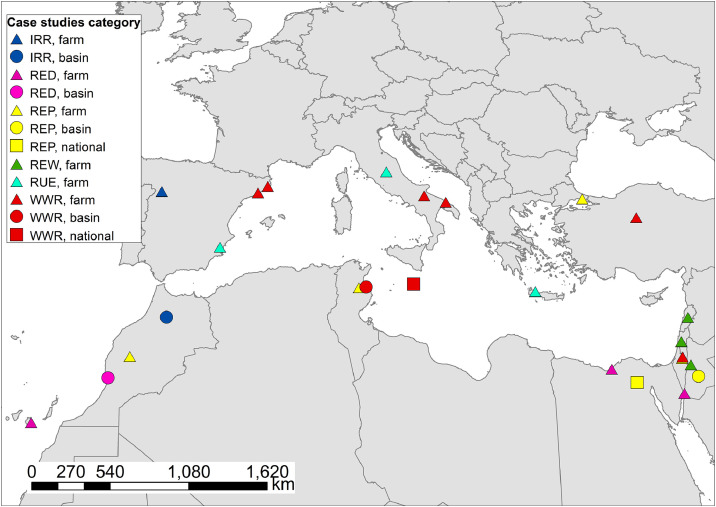 Case studies category
IRR, farm
IRR, basin
RED, farm
RED, basin
REP, farm
REP, basin
REP, national
REW, farm
RUE, farm
WWR, farm
WWR, basin
WWR, national
0 270 540 1,080 1,620
km